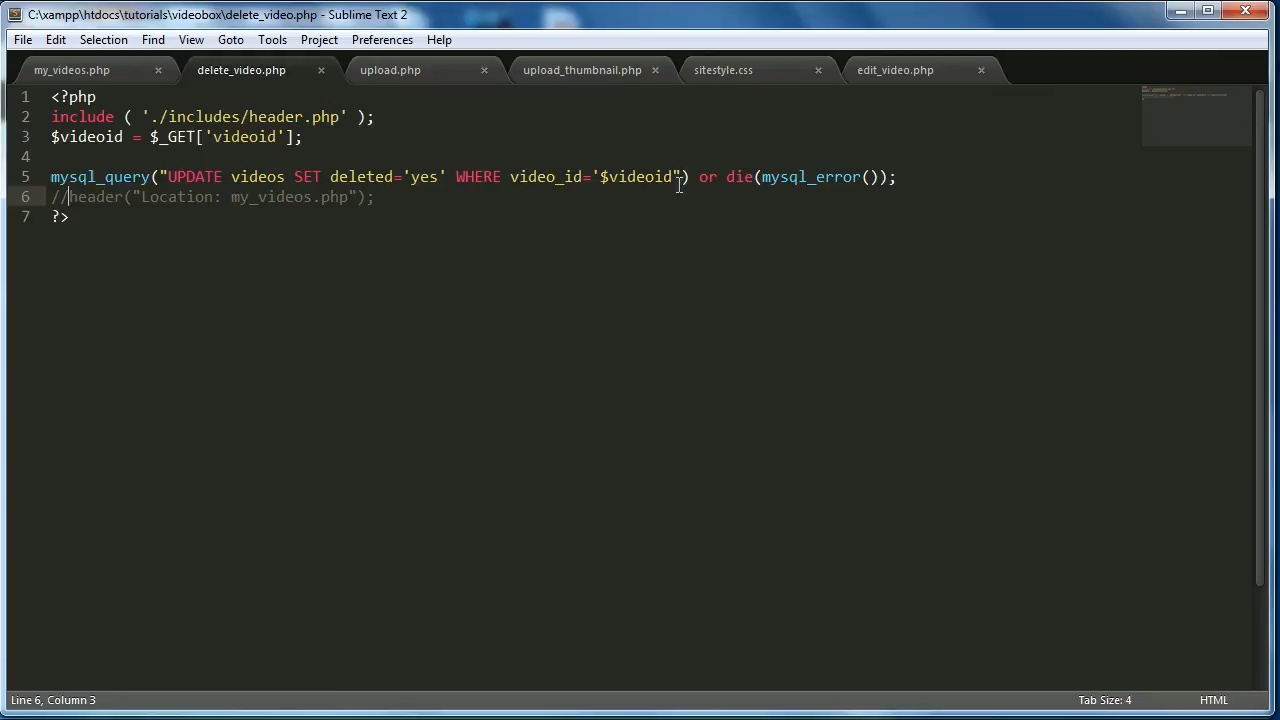 C:\xampp\htdocs\tutorials\videobox\delete_video.php - Sublime Text 2
File Edit Selection Find View Goto Tools Project Preferences Help
my_videos.php × delete_video.php × upload.php × upload_thumbnail.php × sitestyle.css × edit_video.php ×
1 <?php
2 include ( './includes/header.php' );
3 $videoid = $_GET['videoid'];
4
5 mysql_query("UPDATE videos SET deleted='yes' WHERE video_id='$videoid") or die(mysql_error());
6 //header("Location: my_videos.php");
7 ?>
Line 6, Column 3 Tab Size: 4 HTML